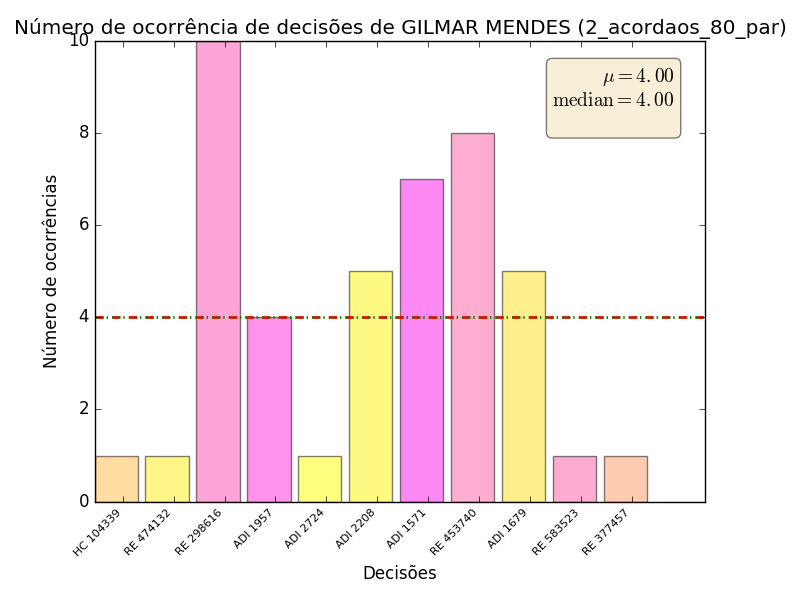 Número de ocorrência de decisões de GILMAR MENDES (2_acordaos_80_par)
μ = 4.00
median = 4.00
Número de ocorrências
10
8
6
4
2
0
HC 104339
RE 474132
RE 298616
ADI 1957
ADI 2724
ADI 2208
ADI 1571
RE 453740
ADI 1679
RE 583523
RE 377457
Decisões